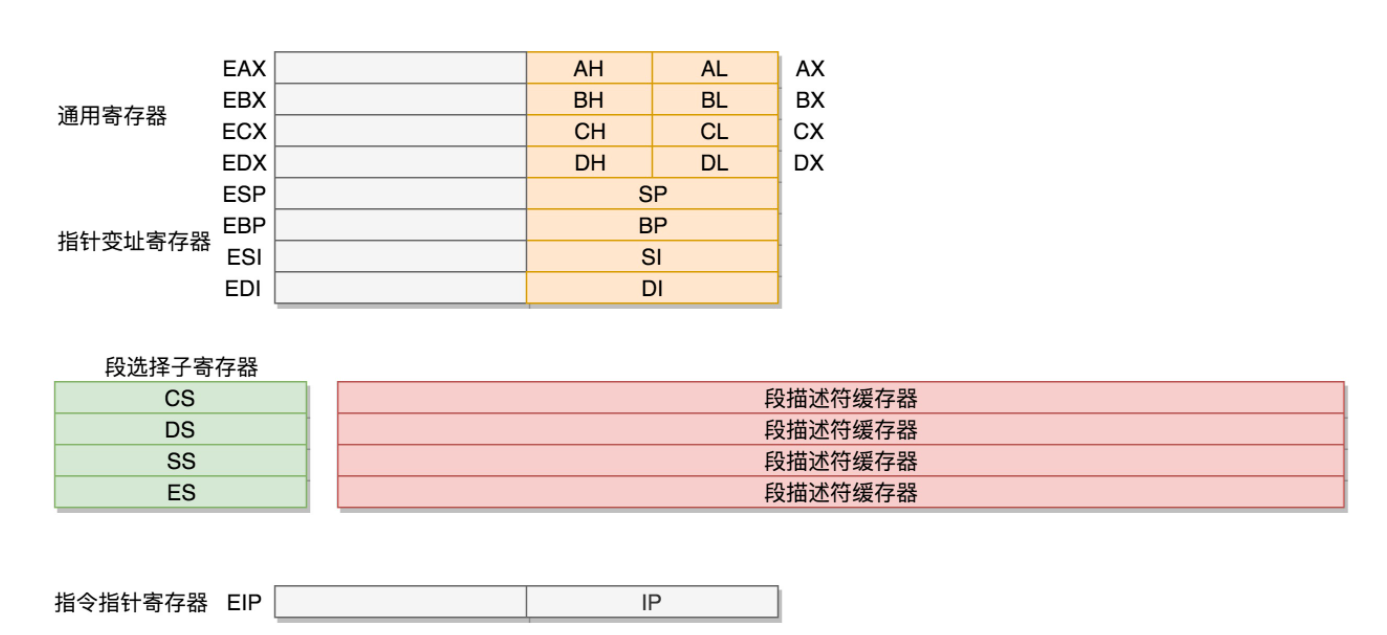 EAX AH AL AX
EBX BH BL BX
通用寄存器
ECX CH CL CX
EDX DH DL DX
ESP SP
EBP BP
指针变址寄存器
ESI SI
EDI DI
段选择子寄存器
CS 段描述符缓存器
DS 段描述符缓存器
SS 段描述符缓存器
ES 段描述符缓存器
指令指针寄存器 EIP IP